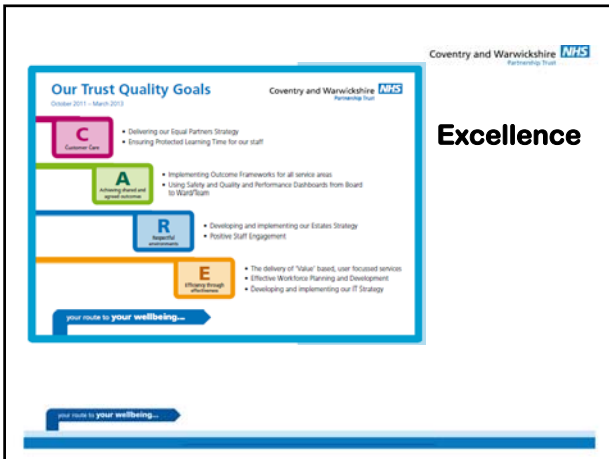 Coventry and Warwickshire NHS
Partnership Trust
Our Trust Quality Goals
October 2011 – March 2013
Coventry and Warwickshire NHS
Partnership Trust
Excellence
C
Customer Care
• Delivering our Equal Partners Strategy
• Ensuring Protected Learning Time for our staff
A
Achieving shared and
agreed outcomes
• Implementing Outcome Frameworks for all service areas
• Using Safety and Quality and Performance Dashboards from Board
to Ward/Team
R
Respectful
environments
• Developing and implementing our Estates Strategy
• Positive Staff Engagement
E
Efficiency through
effectiveness
• The delivery of 'Value' based, user focussed services
• Effective Workforce Planning and Development
• Developing and implementing our IT Strategy
your route to your wellbeing...
your route to your wellbeing...